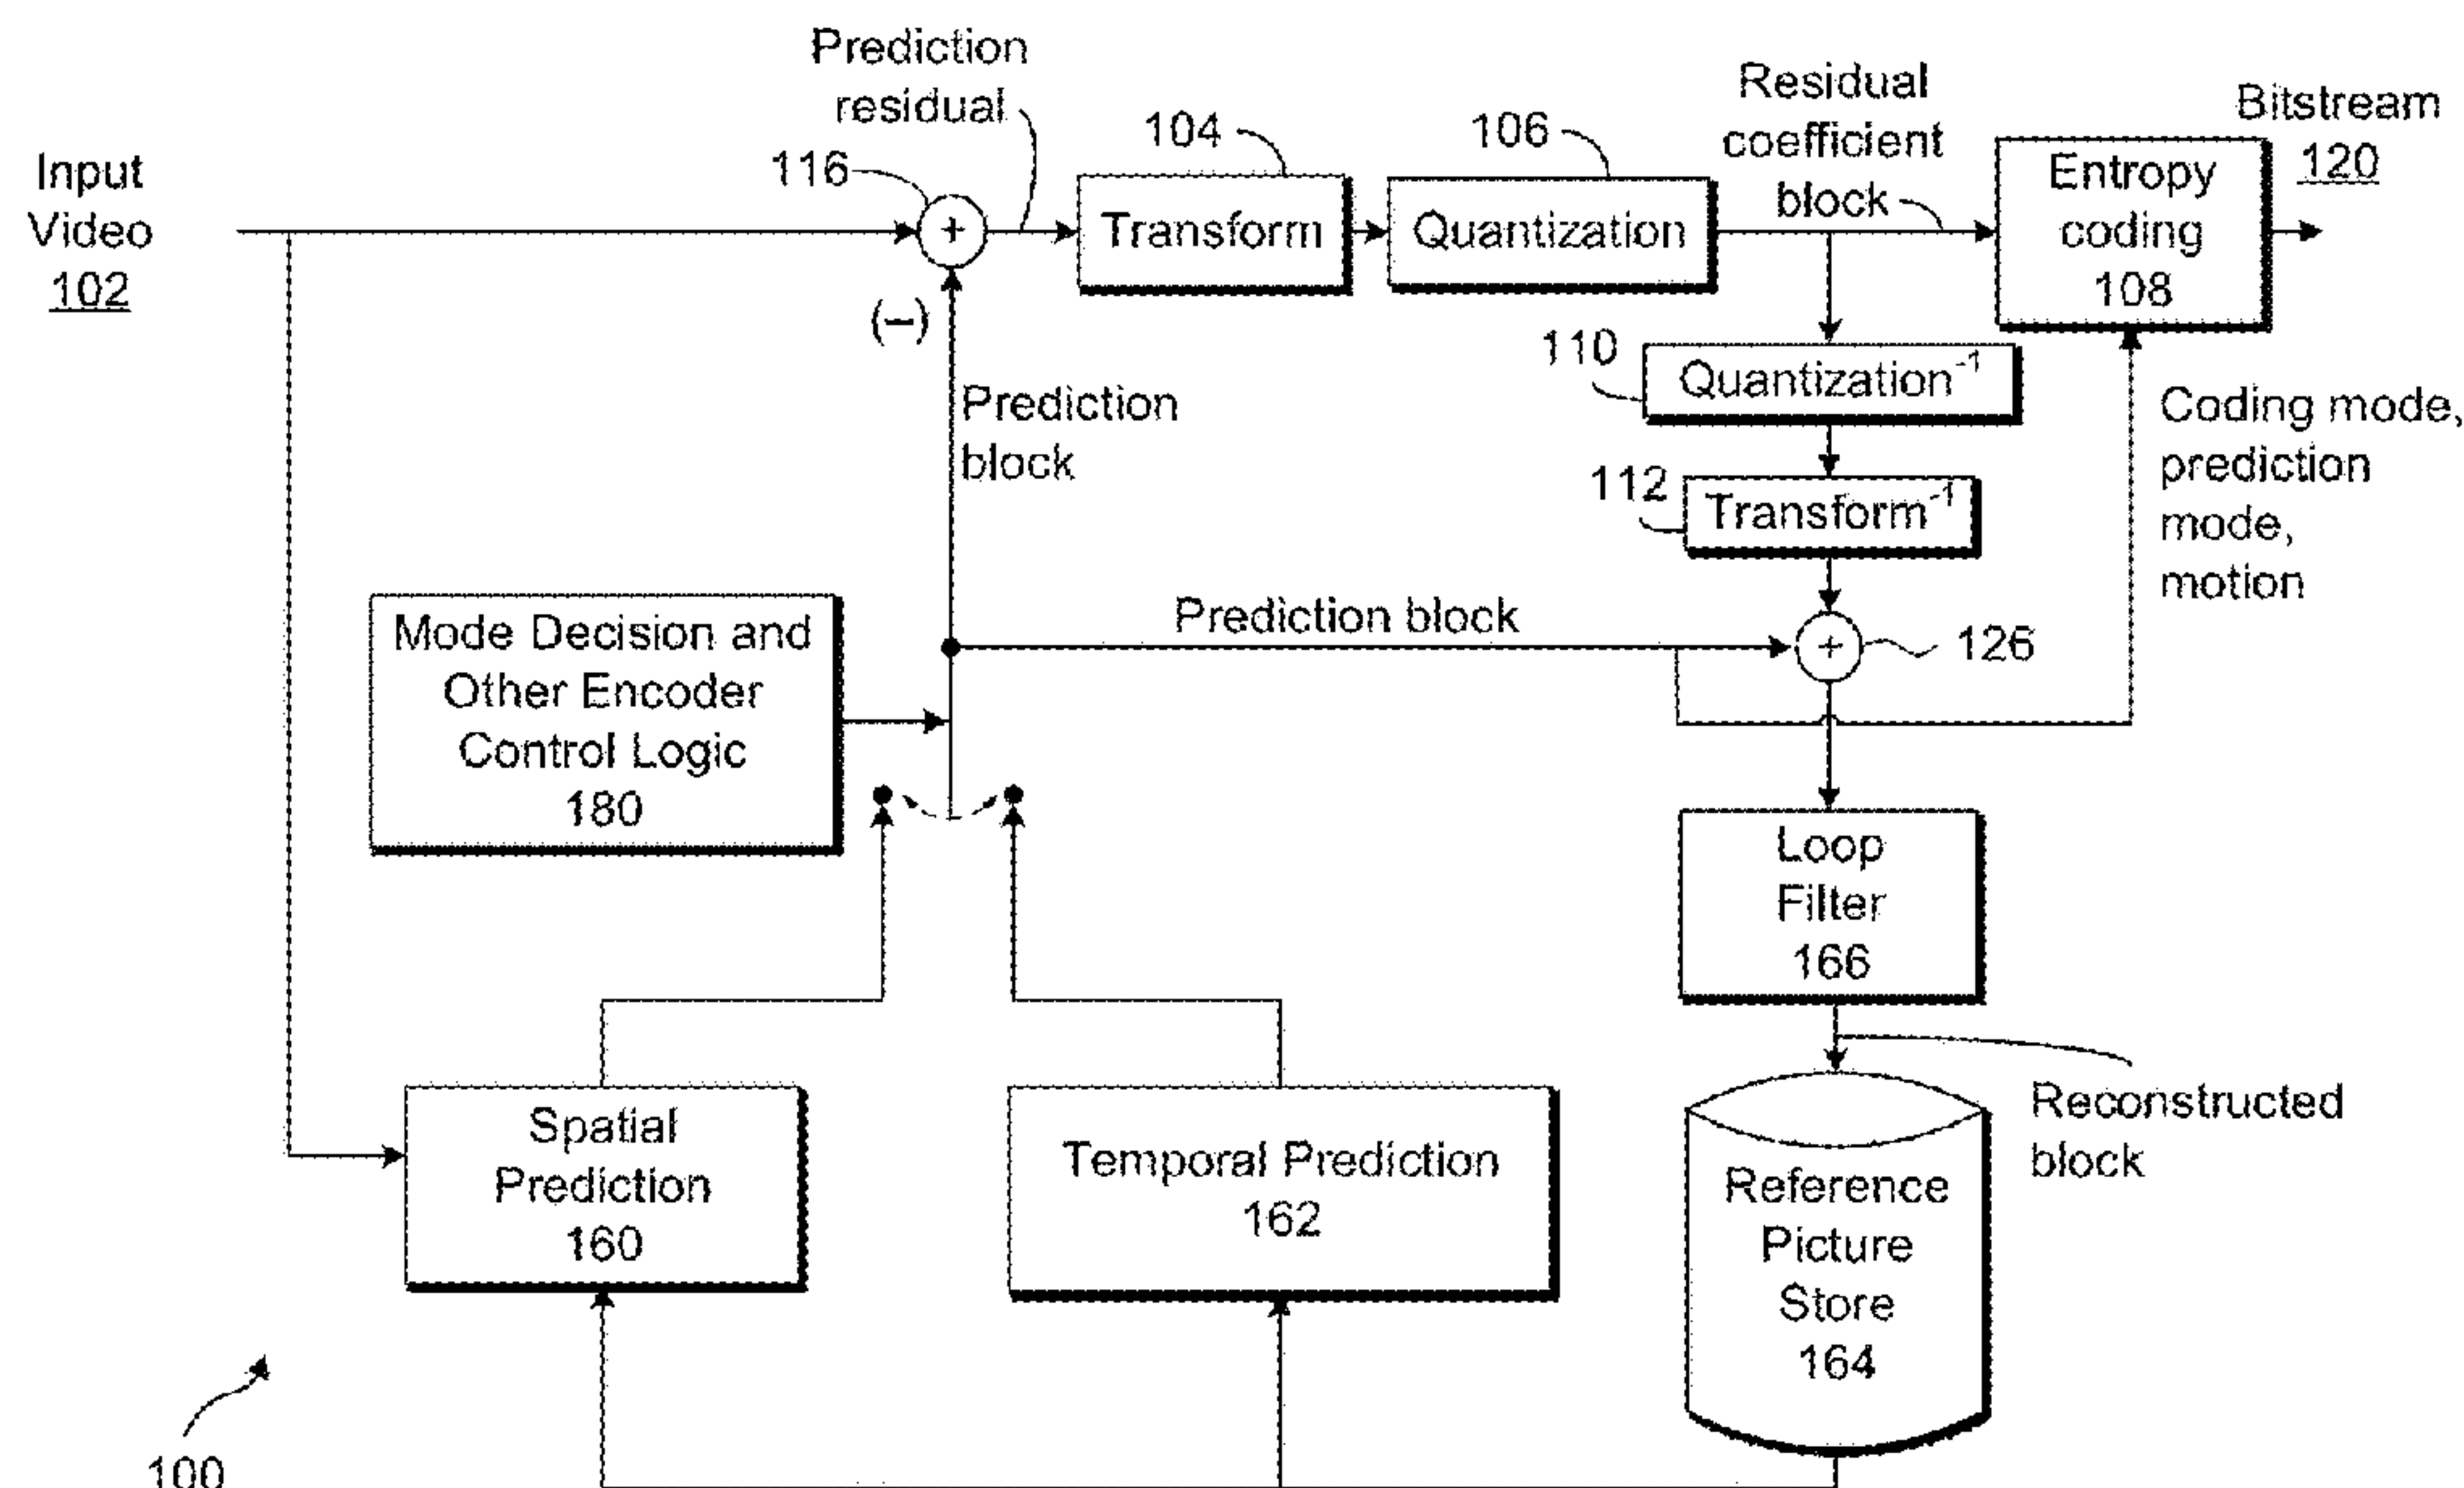 Prediction
residual
116
104
106
Residual
coefficient
block
Bitstream
120
Input
Video
102
+
Transform
Quantization
Entropy
coding
108
(−)
110
Quantization-1
Prediction
block
Coding mode,
prediction
mode,
motion
112
Transform-1
Mode Decision and
Other Encoder
Control Logic
180
Prediction block
+
126
Loop
Filter
166
Spatial
Prediction
160
Temporal Prediction
162
Reconstructed
block
Reference
Picture
Store
164
100